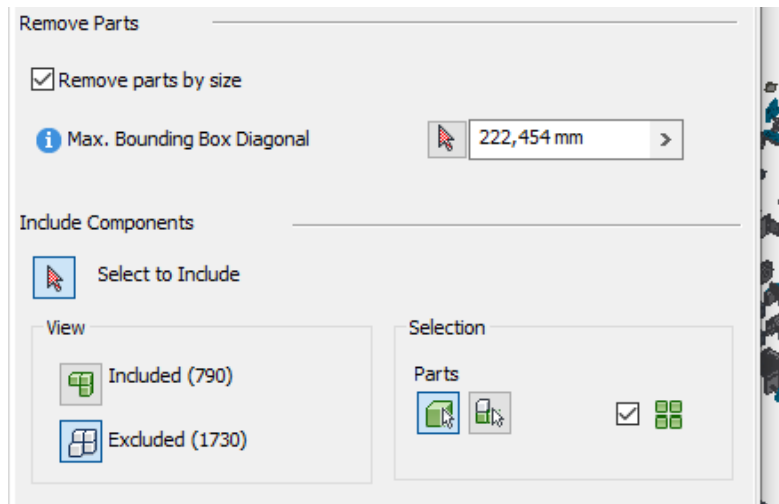 Remove Parts
Remove parts by size
Max. Bounding Box Diagonal
222,454 mm
Include Components
Select to Include
View
Selection
Included (790)
Parts
Excluded (1730)